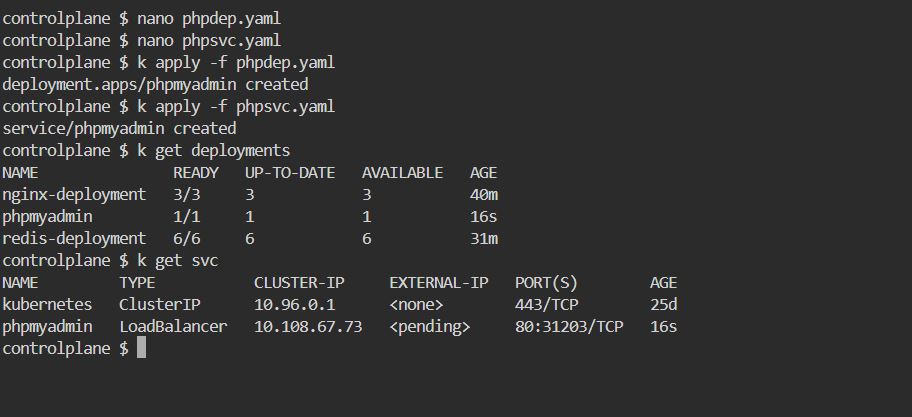 controlplane $ nano phpdep.yaml
controlplane $ nano phpsvc.yaml
controlplane $ k apply -f phpdep.yaml
deployment.apps/phpmyadmin created
controlplane $ k apply -f phpsvc.yaml
service/phpmyadmin created
controlplane $ k get deployments
NAME               READY   UP-TO-DATE   AVAILABLE   AGE
nginx-deployment   3/3     3            3           40m
phpmyadmin         1/1     1            1           16s
redis-deployment   6/6     6            6           31m
controlplane $ k get svc
NAME         TYPE           CLUSTER-IP     EXTERNAL-IP   PORT(S)        AGE
kubernetes   ClusterIP      10.96.0.1      <none>        443/TCP        25d
phpmyadmin   LoadBalancer   10.108.67.73   <pending>     80:31203/TCP   16s
controlplane $